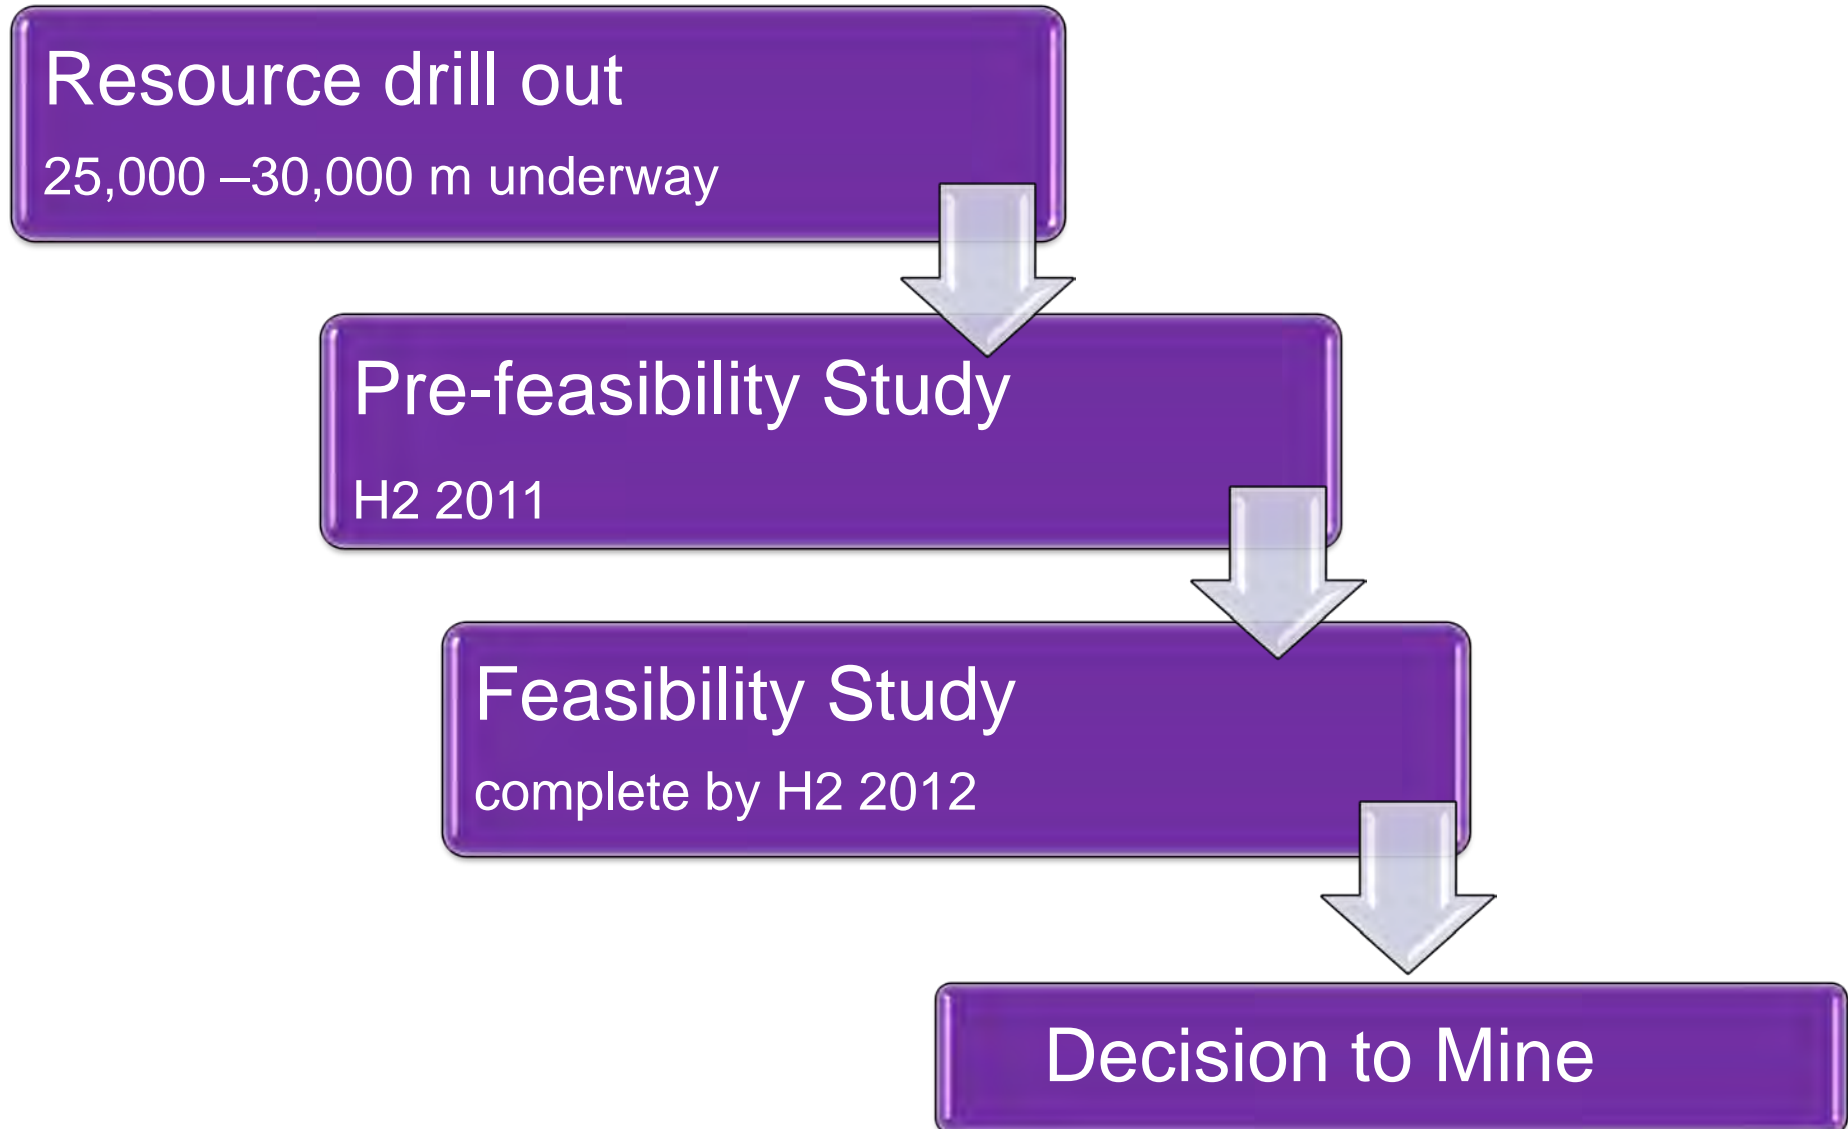 Resource drill out
25,000 –30,000 m underway
Pre-feasibility Study
H2 2011
Feasibility Study
complete by H2 2012
Decision to Mine